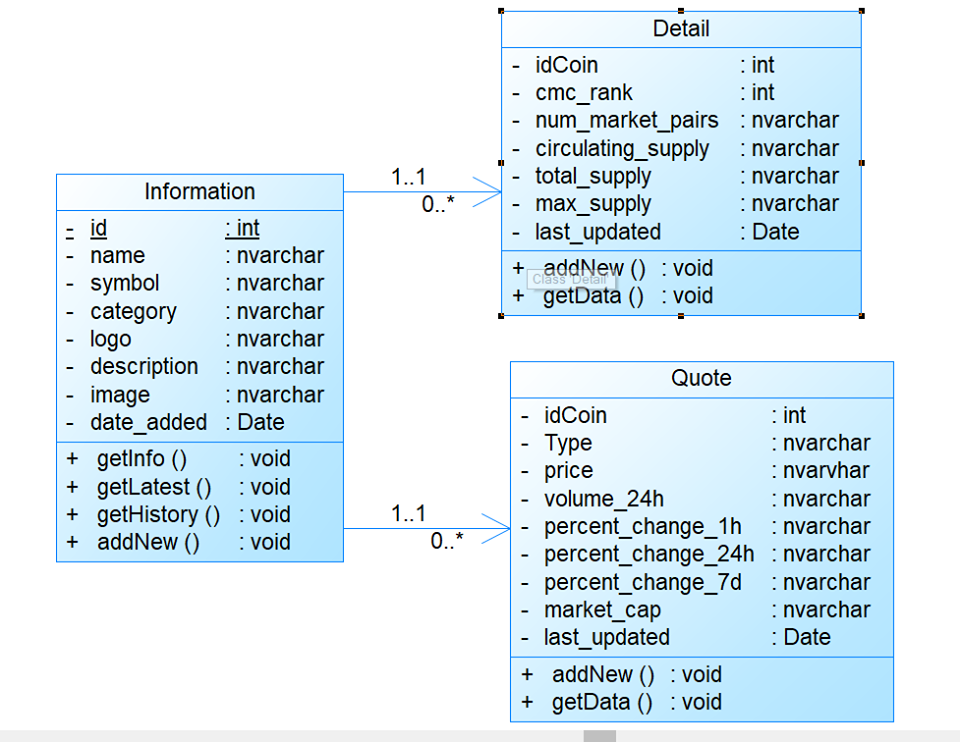 Detail
- idCoin : int
- cmc_rank : int
- num_market_pairs : nvarchar
- circulating_supply : nvarchar
- total_supply : nvarchar
- max_supply : nvarchar
- last_updated : Date
+ addNew () : void
Class 'Detail'
+ getData () : void
1..1
0..*
Information
- id : int
- name : nvarchar
- symbol : nvarchar
- category : nvarchar
- logo : nvarchar
- description : nvarchar
- image : nvarchar
- date_added : Date
+ getInfo () : void
+ getLatest () : void
+ getHistory () : void
+ addNew () : void
1..1
0..*
Quote
- idCoin : int
- Type : nvarchar
- price : nvarvhar
- volume_24h : nvarchar
- percent_change_1h : nvarchar
- percent_change_24h : nvarchar
- percent_change_7d : nvarchar
- market_cap : nvarchar
- last_updated : Date
+ addNew () : void
+ getData () : void